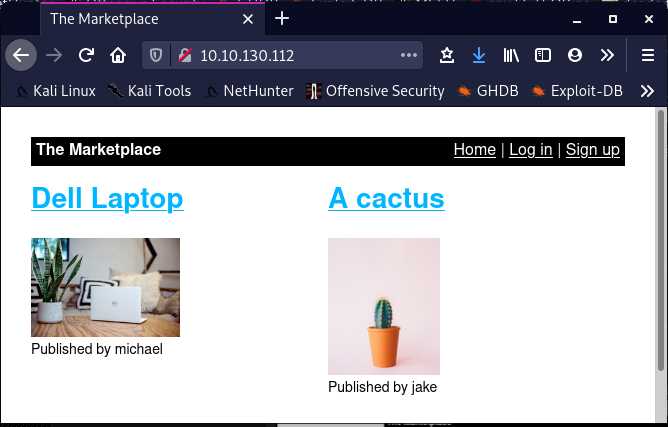 The Marketplace
10.10.130.112
Kali Linux Kali Tools NetHunter Offensive Security GHDB Exploit-DB
The Marketplace Home | Log in | Sign up
Dell Laptop A cactus
Published by michael
Published by jake